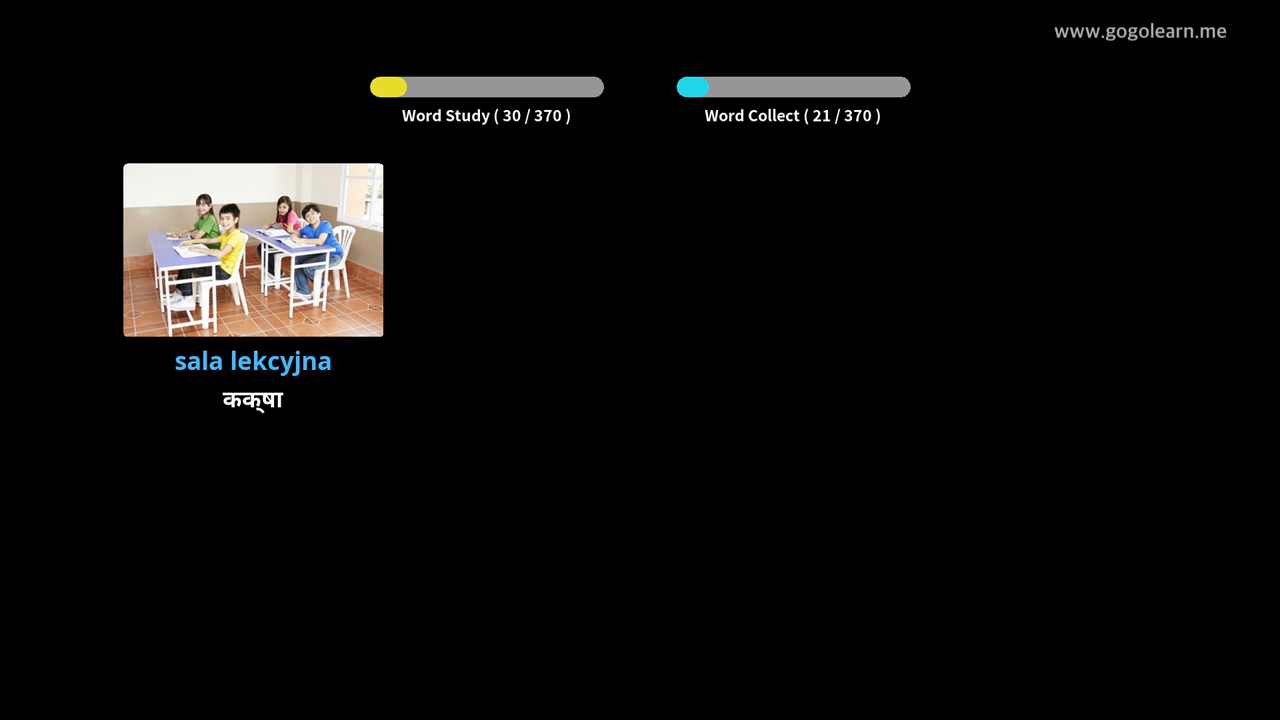 www.gogolearn.me
Word Study ( 30 / 370 )
Word Collect ( 21 / 370 )
sala lekcyjna
कक्षा